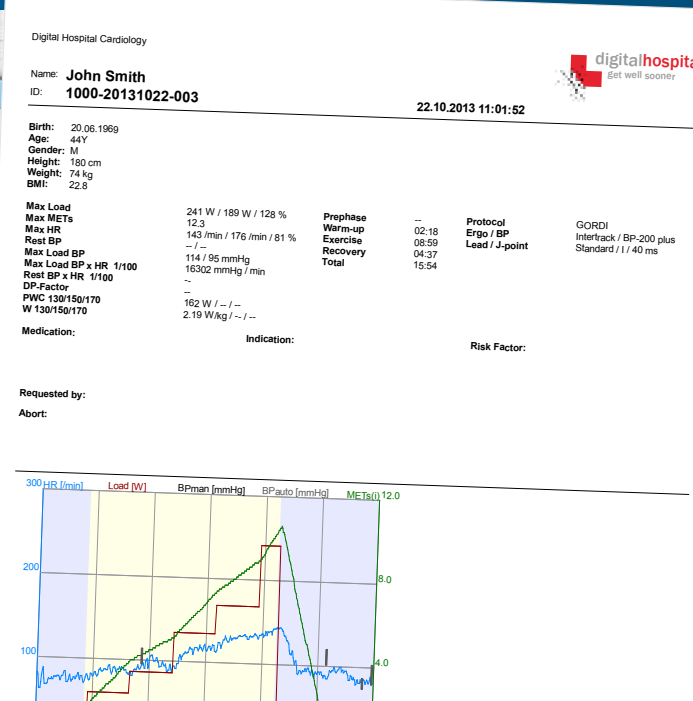 Digital Hospital Cardiology
digitalhospita
get well sooner
Name: John Smith
ID: 1000-20131022-003
22.10.2013 11:01:52
Birth: 20.06.1969
Age: 44Y
Gender: M
Height: 180 cm
Weight: 74 kg
BMI: 22.8
Max Load 241 W / 189 W / 128 % Prephase -- Protocol GORDI
Max METs 12.3 Warm-up 02:18 Ergo / BP Intertrack / BP-200 plus
Max HR 143 /min / 176 /min / 81 % Exercise 08:59 Lead / J-point Standard / I / 40 ms
Rest BP -- / -- Recovery 04:37
Max Load BP 114 / 95 mmHg Total 15:54
Max Load BP x HR 1/100 16302 mmHg / min
Rest BP x HR 1/100 --
DP-Factor --
PWC 130/150/170 162 W / -- / --
W 130/150/170 2.19 W/kg / -- / --
Medication: Indication: Risk Factor:
Requested by:
Abort:
300 HR [/min] Load [W] BPman [mmHg] BPauto [mmHg] METs(i) 12.0
200 8.0
100 4.0